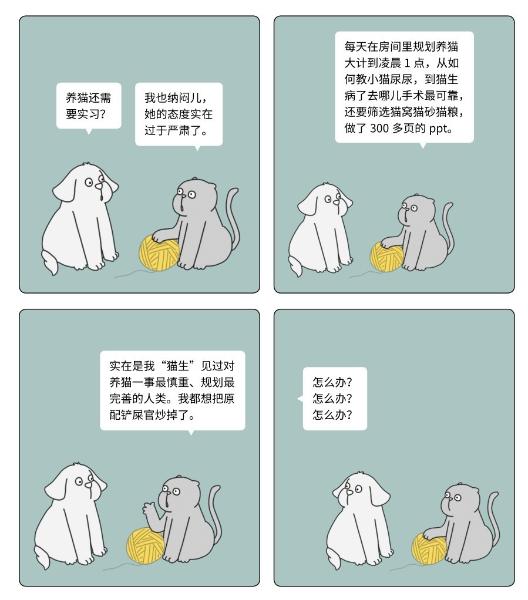 养猫还需
要实习？
我也纳闷儿，
她的态度实在
过于严肃了。
每天在房间里规划养猫
大计到凌晨 1 点，从如
何教小猫尿尿，到猫生
病了去哪儿手术最可靠，
还要筛选猫窝猫砂猫粮，
做了 300 多页的 ppt。
实在是我“猫生”见过对
养猫一事最慎重、规划最
完善的人类。我都想把原
配铲屎官炒掉了。
怎么办？
怎么办？
怎么办？